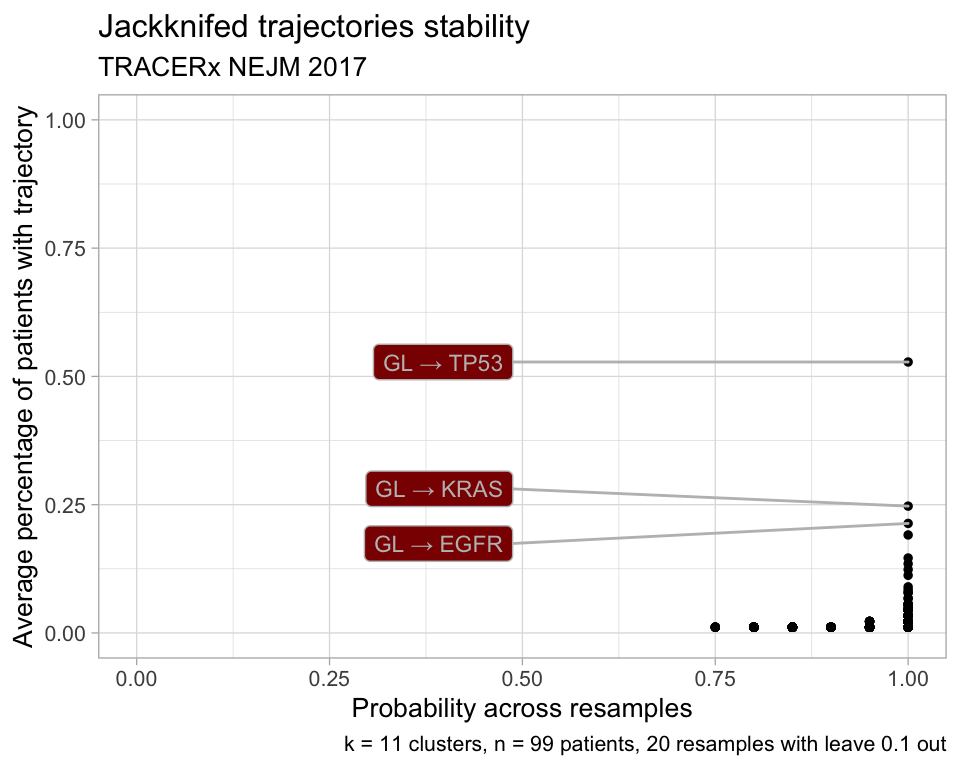 Jackknifed trajectories stability
TRACERx NEJM 2017
Average percentage of patients with trajectory
1.00
0.75
0.50
0.25
0.00
GL → TP53
GL → KRAS
GL → EGFR
0.00 0.25 0.50 0.75 1.00
Probability across resamples
k = 11 clusters, n = 99 patients, 20 resamples with leave 0.1 out